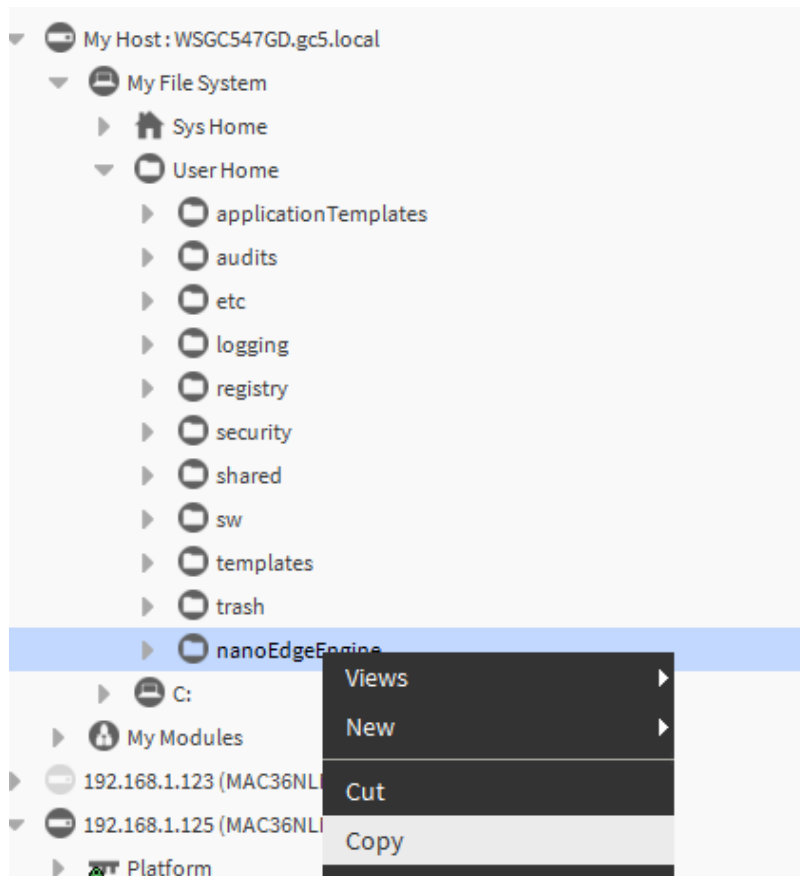 My Host : WSGC547GD.gc5.local
My File System
Sys Home
User Home
applicationTemplates
audits
etc
logging
registry
security
shared
sw
templates
trash
nanoEdgeEngine
Views
C:
New
My Modules
192.168.1.123 (MAC36NL
Cut
192.168.1.125 (MAC36NL
Copy
Platform